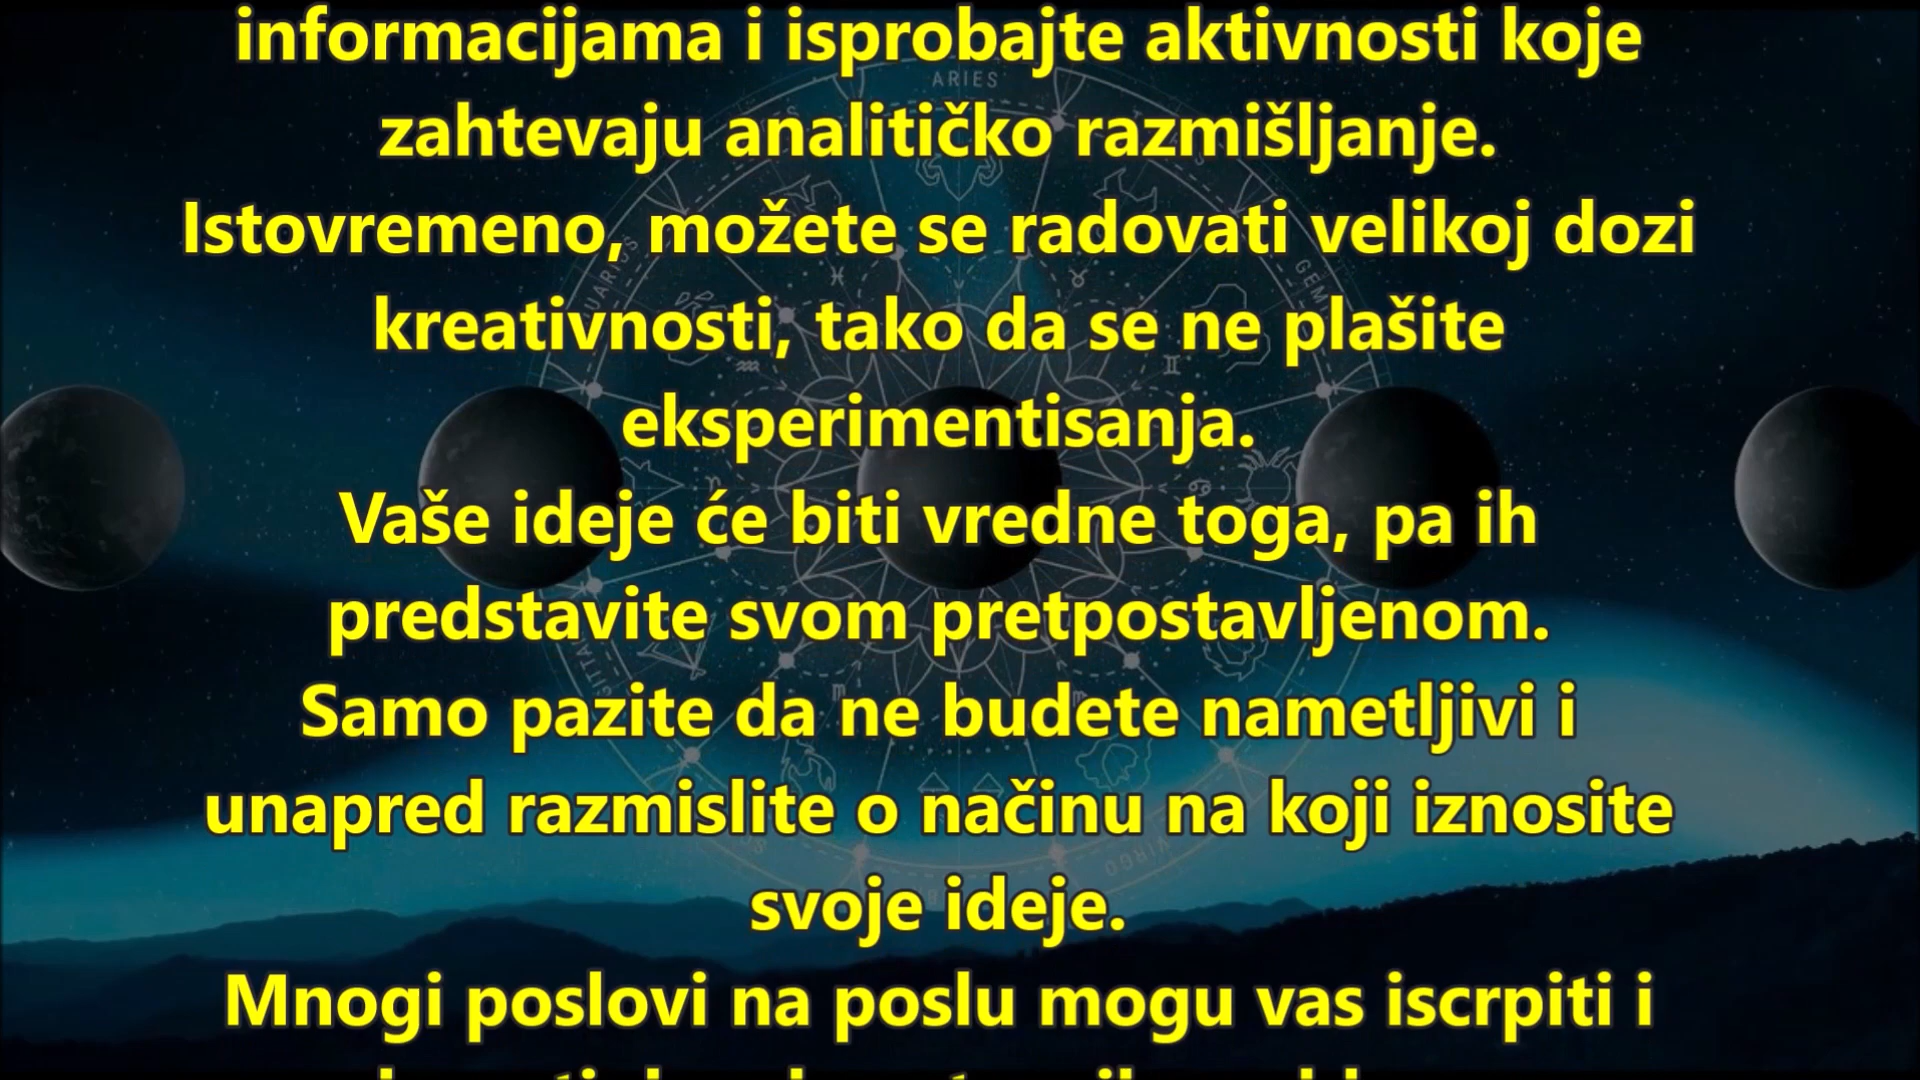 informacijama i isprobajte aktivnosti koje
ARIES
zahtevaju analitičko razmišljanje.
Istovremeno, možete se radovati velikoj dozi
kreativnosti, tako da se ne plašite
eksperimentisanja.
Vaše ideje će biti vredne toga, pa ih
predstavite svom pretpostavljenom.
Samo pazite da ne budete nametljivi i
unapred razmislite o načinu na koji iznosite
VIRGO
svoje ideje.
Mnogi poslovi na poslu mogu vas iscrpiti i